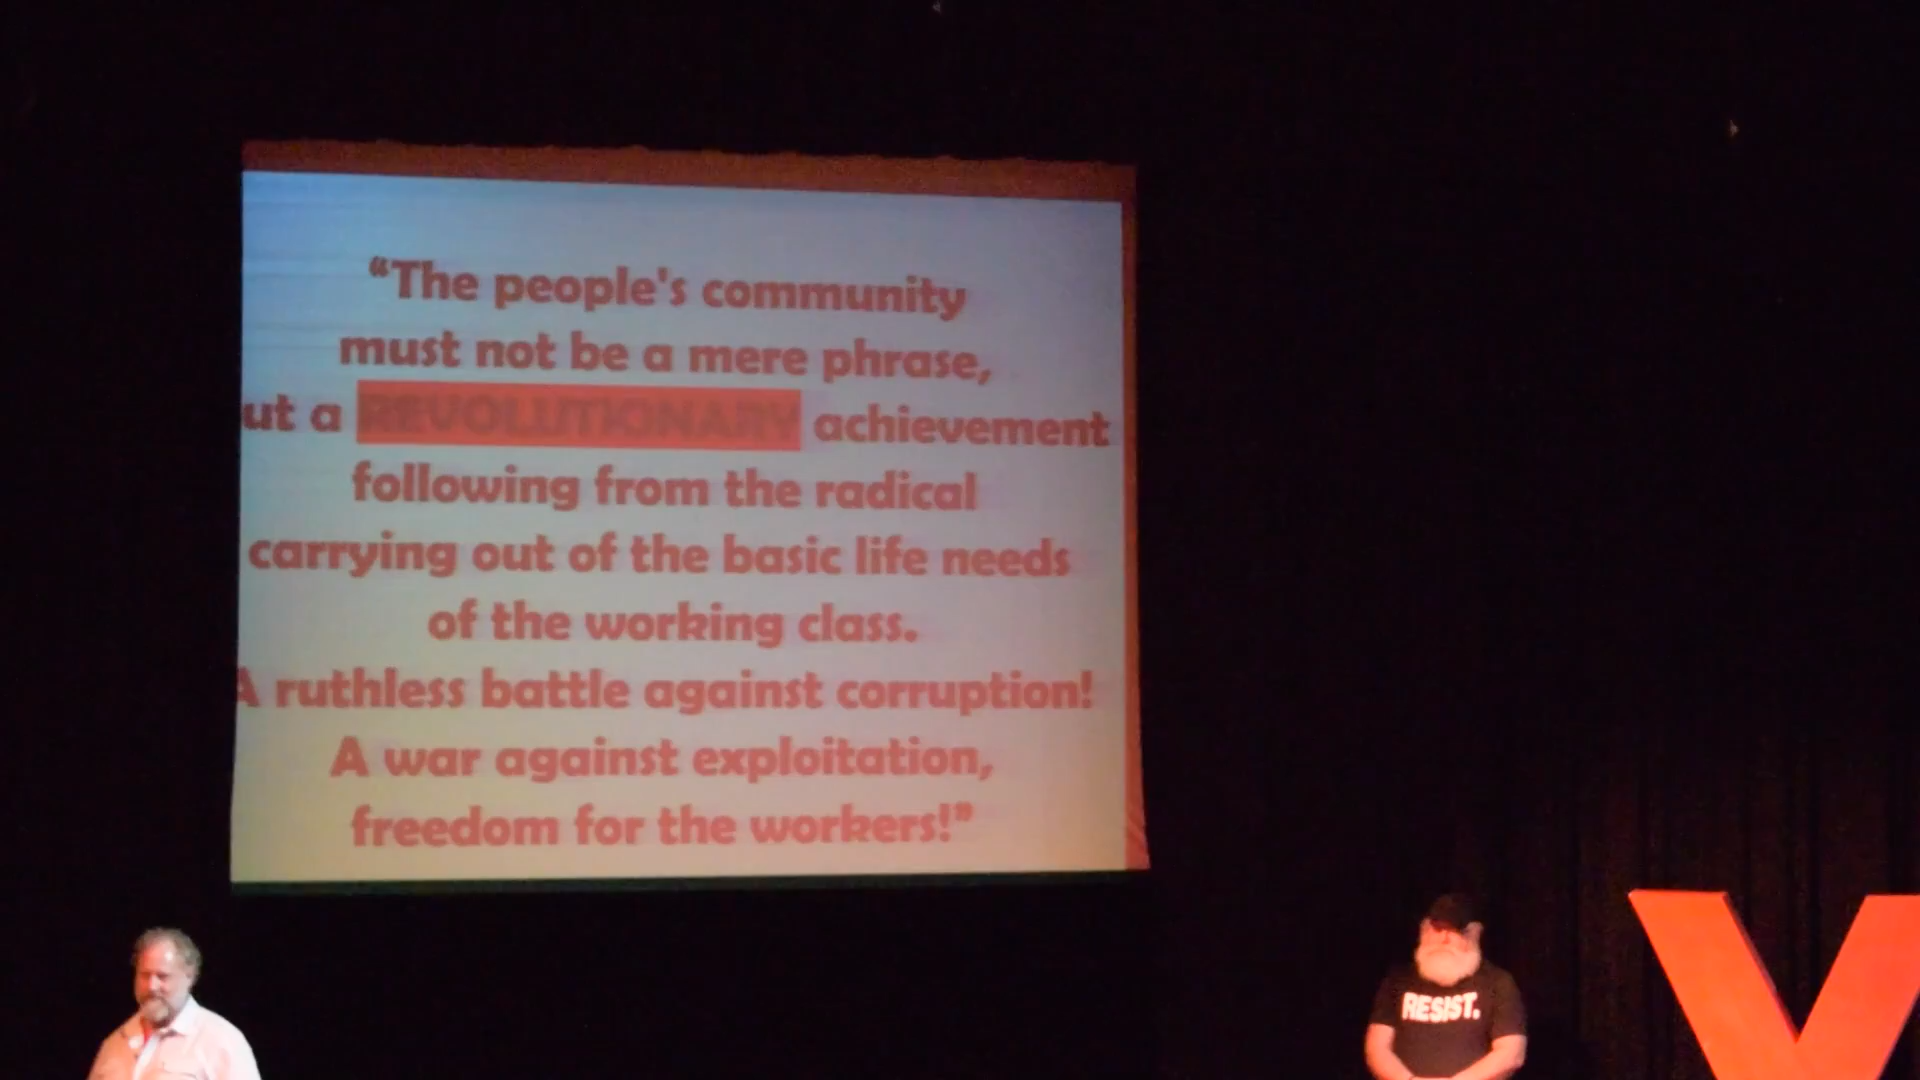 “The people's community
must not be a mere phrase,
ut a REVOLUTIONARY achievement
following from the radical
carrying out of the basic life needs
of the working class.
A ruthless battle against corruption!
A war against exploitation,
freedom for the workers!”
RESIST.